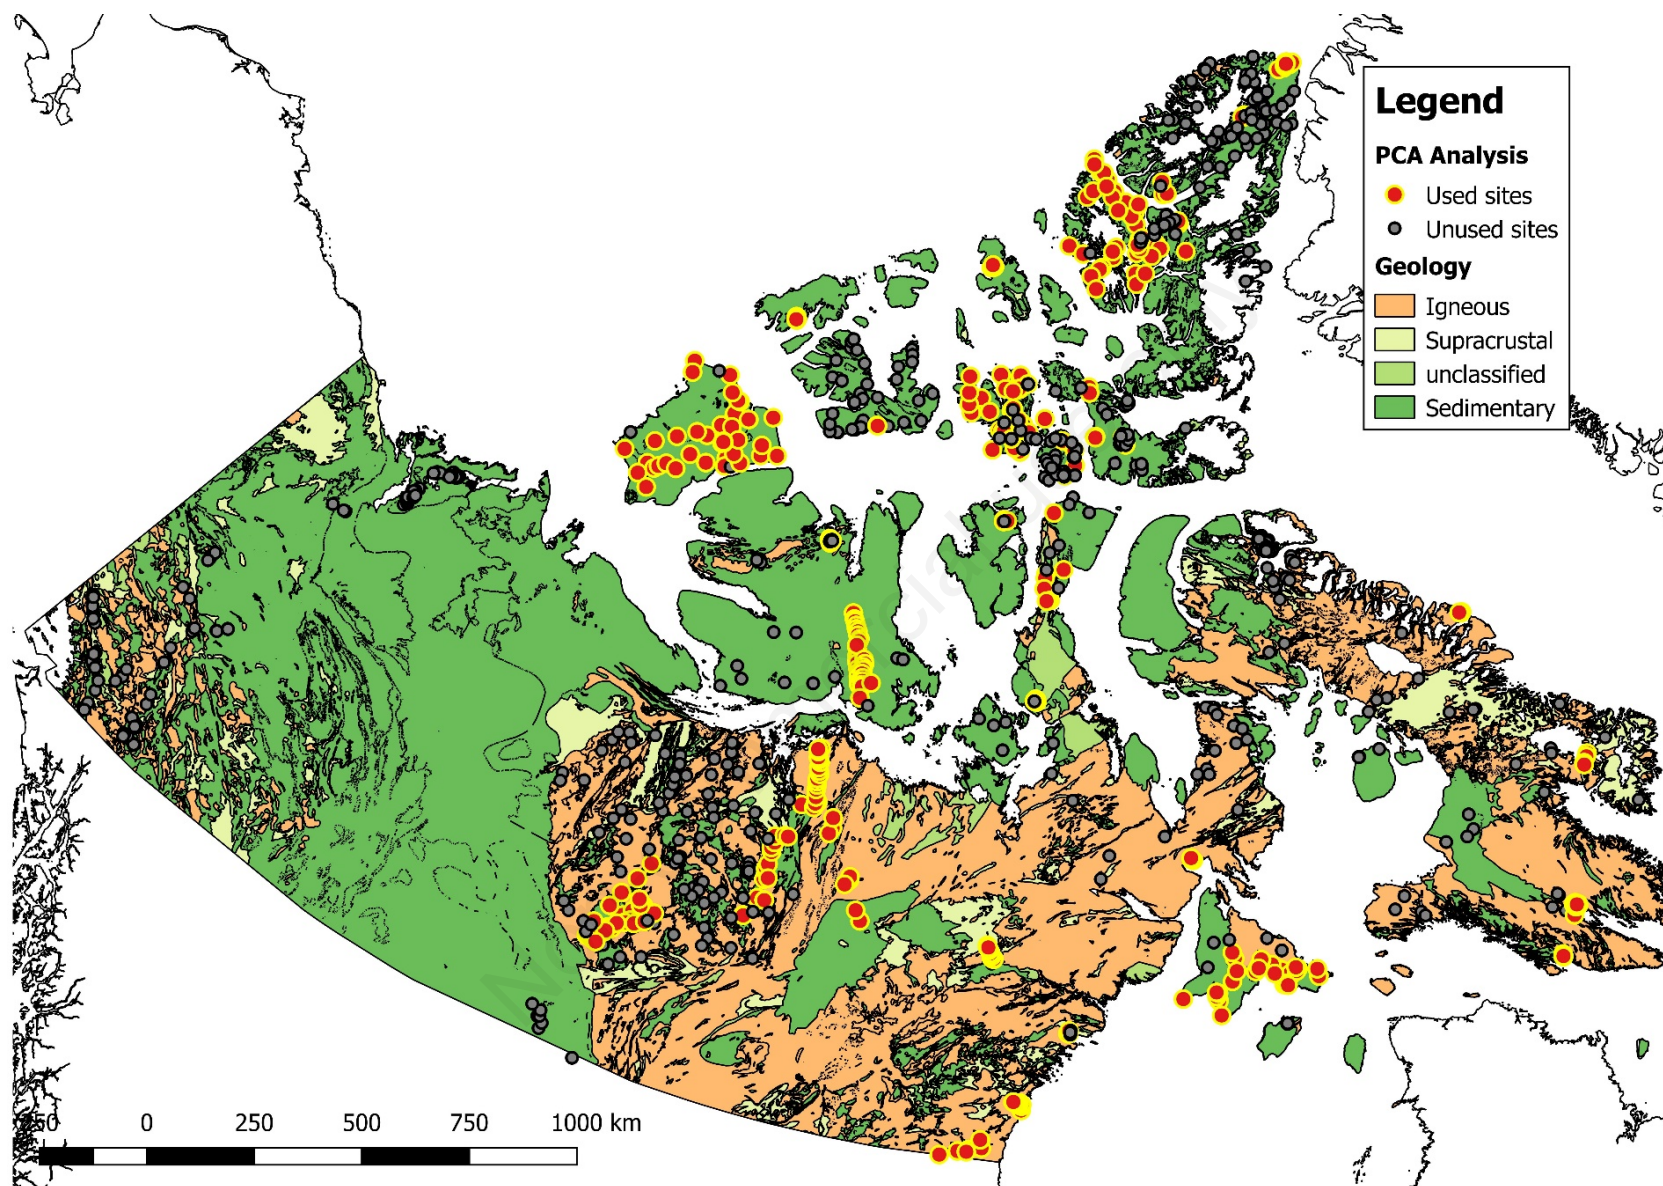 Legend
PCA Analysis
Used sites
Unused sites
Geology
Igneous
Supracrustal
unclassified
Sedimentary
0 250 500 750 1000 km